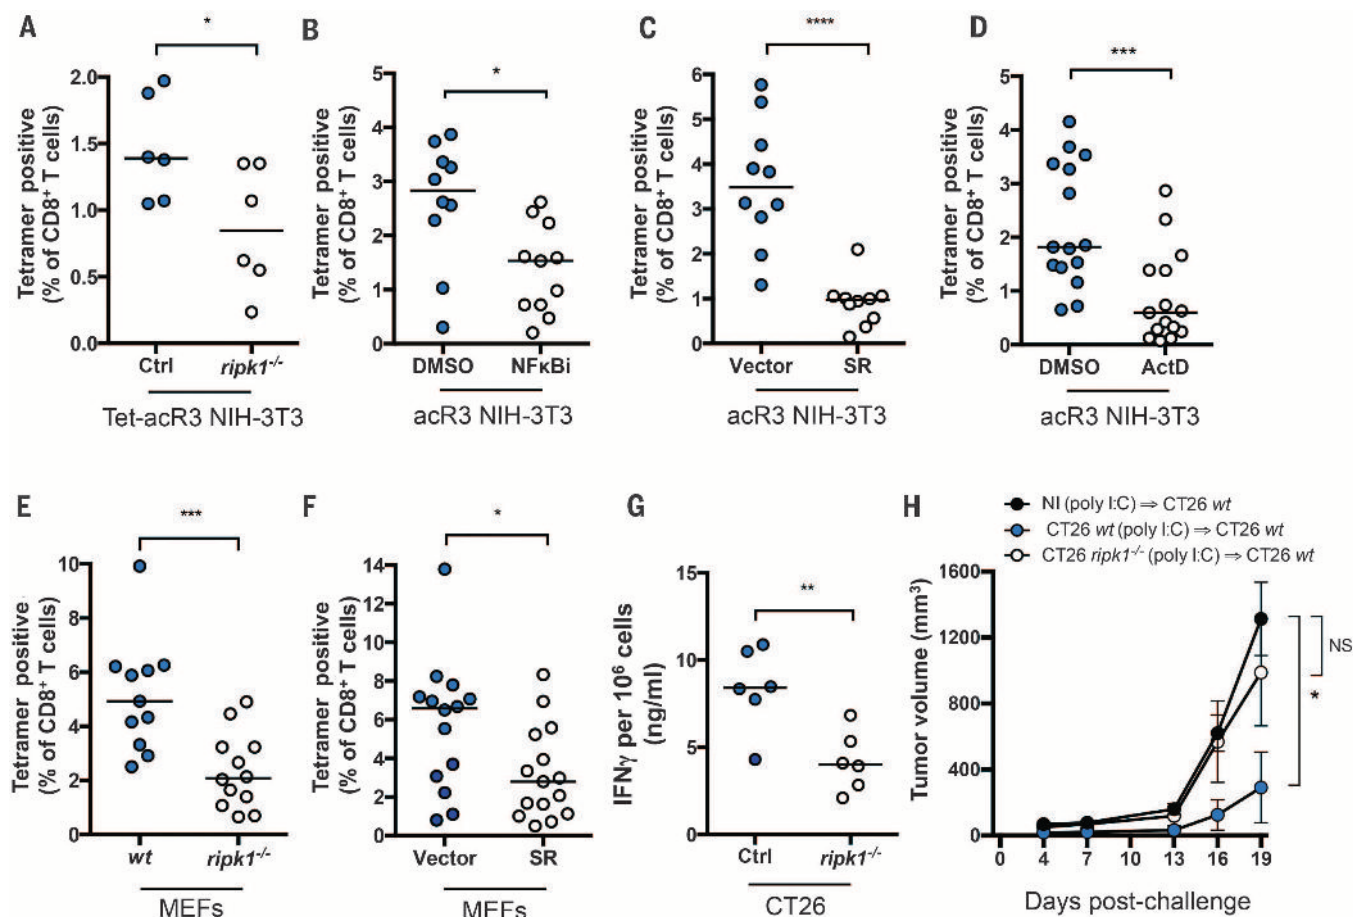 A
*
Tetramer positive
(% of CD8⁺ T cells)
2.0
1.5
1.0
0.5
0.0
Ctrl
ripk1⁻/⁻
Tet-acR3 NIH-3T3
B
*
Tetramer positive
(% of CD8⁺ T cells)
5
4
3
2
1
0
DMSO
NFκBi
acR3 NIH-3T3
C
****
Tetramer positive
(% of CD8⁺ T cells)
6
5
4
3
2
1
0
Vector
SR
acR3 NIH-3T3
D
***
Tetramer positive
(% of CD8⁺ T cells)
5
4
3
2
1
0
DMSO
ActD
acR3 NIH-3T3
E
***
Tetramer positive
(% of CD8⁺ T cells)
10
8
6
4
2
0
wt
ripk1⁻/⁻
MEFs
F
*
Tetramer positive
(% of CD8⁺ T cells)
14
12
10
8
6
4
2
0
Vector
SR
MEFs
G
**
IFNγ per 10⁶ cells
(ng/ml)
15
10
5
0
Ctrl
ripk1⁻/⁻
CT26
H
NI (poly I:C) ⇒ CT26 wt
CT26 wt (poly I:C) ⇒ CT26 wt
CT26 ripk1⁻/⁻ (poly I:C) ⇒ CT26 wt
Tumor volume (mm³)
1600
1200
800
400
0
NS
*
0 4 7 10 13 16 19
Days post-challenge